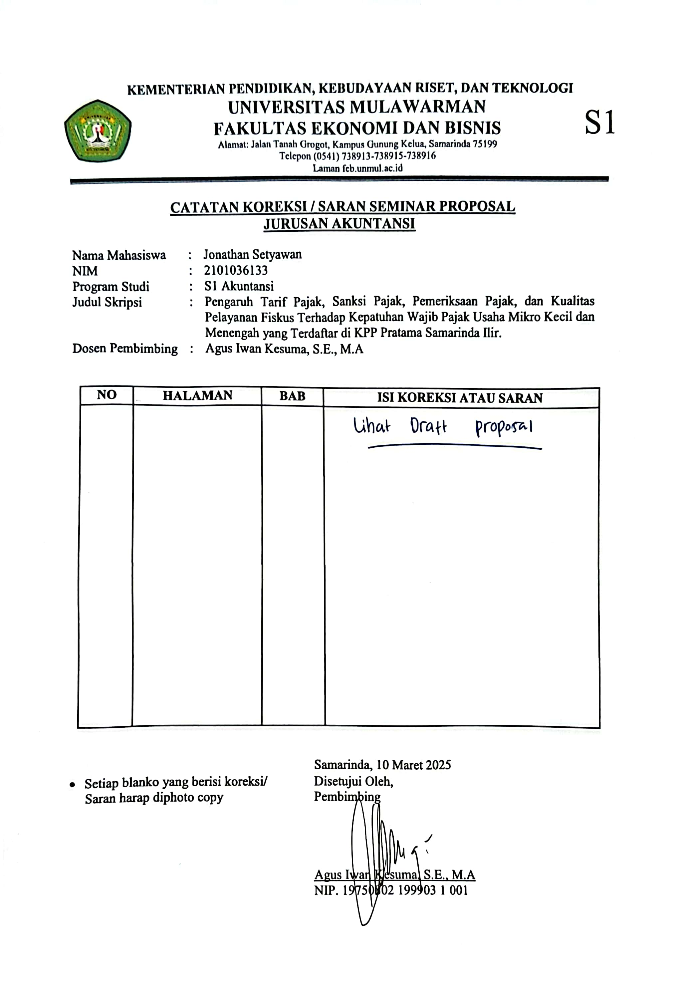 KEMENTERIAN PENDIDIKAN, KEBUDAYAAN RISET, DAN TEKNOLOGI
UNIVERSITAS MULAWARMAN
FAKULTAS EKONOMI DAN BISNIS
S1
Alamat: Jalan Tanah Grogot, Kampus Gunung Kelua, Samarinda 75199
Telepon (0541) 738913-738915-738916
Laman feb.unmul.ac.id
CATATAN KOREKSI / SARAN SEMINAR PROPOSAL
JURUSAN AKUNTANSI
Nama Mahasiswa : Jonathan Setyawan
NIM : 2101036133
Program Studi : S1 Akuntansi
Judul Skripsi : Pengaruh Tarif Pajak, Sanksi Pajak, Pemeriksaan Pajak, dan Kualitas
Pelayanan Fiskus Terhadap Kepatuhan Wajib Pajak Usaha Mikro Kecil dan
Menengah yang Terdaftar di KPP Pratama Samarinda Ilir.
Dosen Pembimbing : Agus Iwan Kesuma, S.E., M.A
NO HALAMAN BAB ISI KOREKSI ATAU SARAN
Lihat Draft proposal
Samarinda, 10 Maret 2025
Disetujui Oleh,
Pembimbing
• Setiap blanko yang berisi koreksi/
Saran harap diphoto copy
Agus Iwan Kesuma, S.E., M.A
NIP. 19750802 199903 1 001